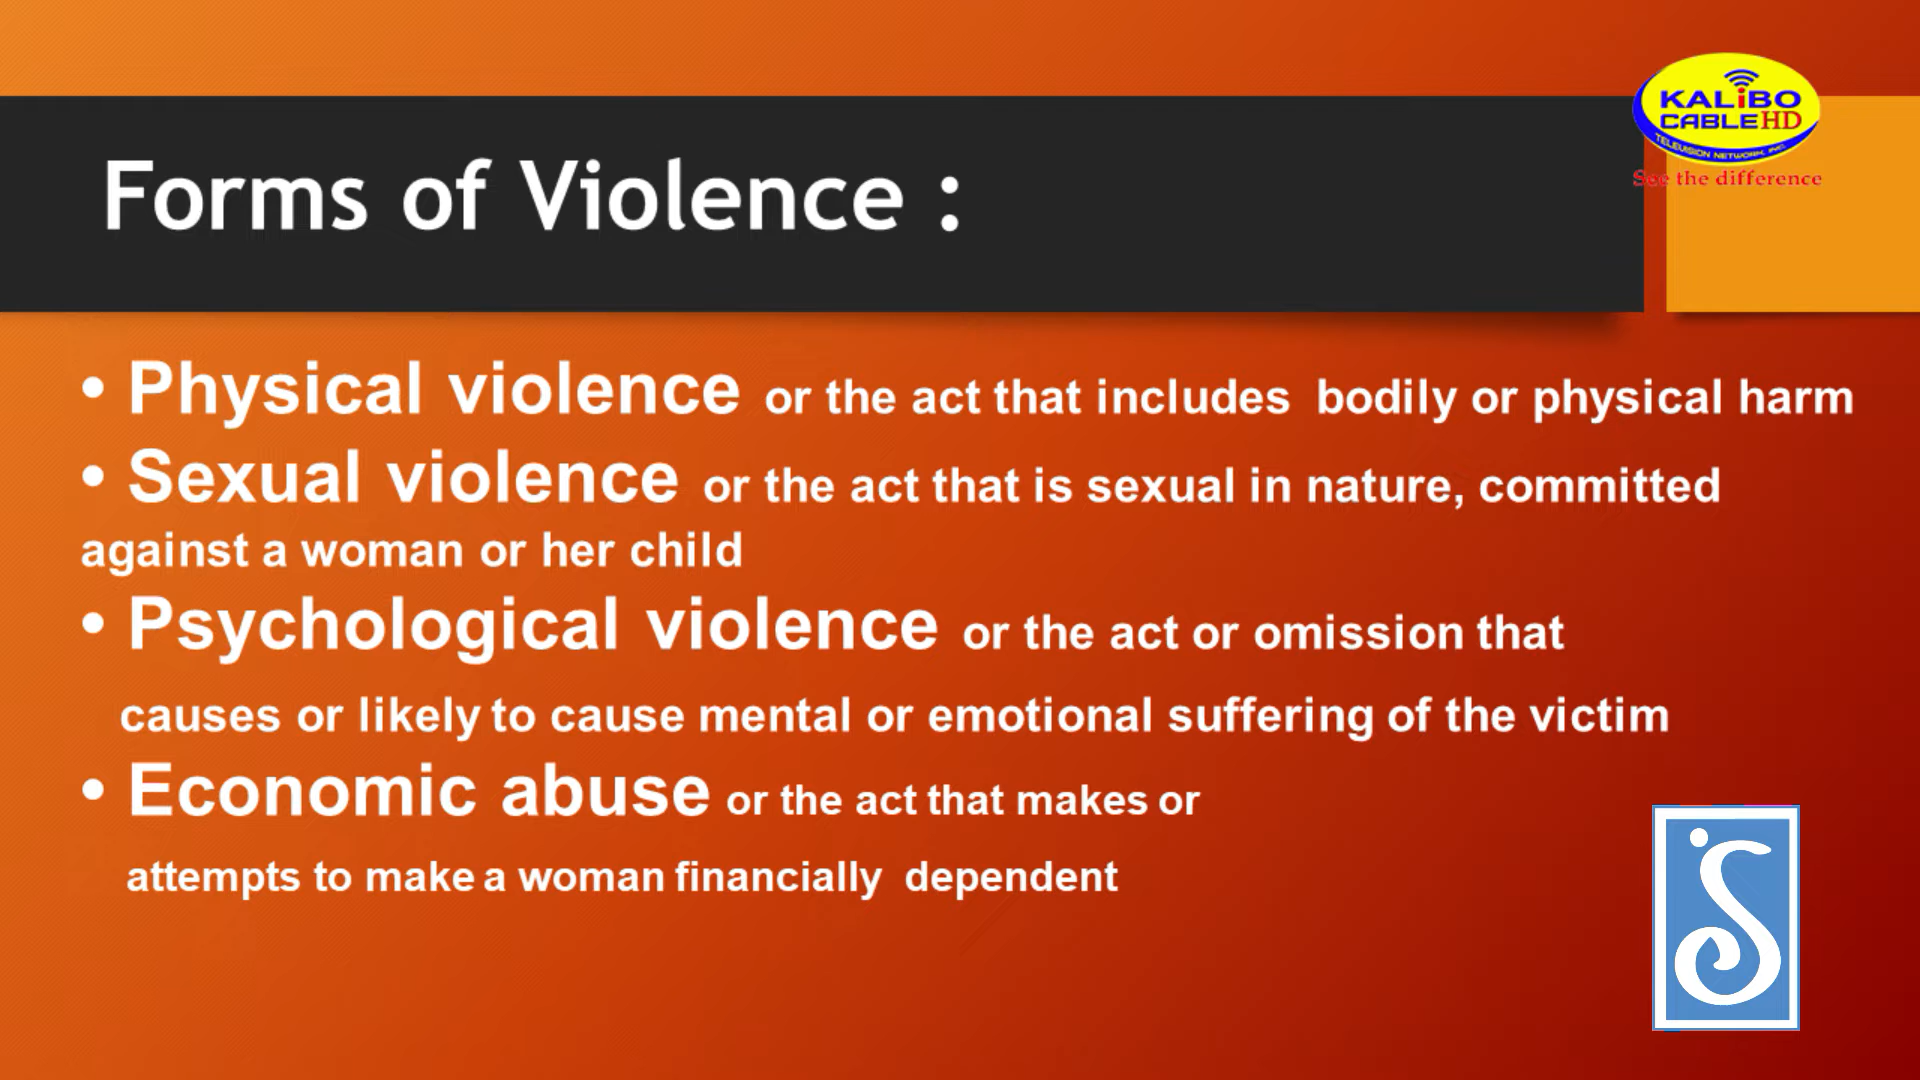 KALiBO
CABLEHD
TELEVISION NETWORK, INC.
See the difference
Forms of Violence :
• Physical violence or the act that includes bodily or physical harm
• Sexual violence or the act that is sexual in nature, committed
against a woman or her child
• Psychological violence or the act or omission that
causes or likely to cause mental or emotional suffering of the victim
• Economic abuse or the act that makes or
attempts to make a woman financially dependent
S